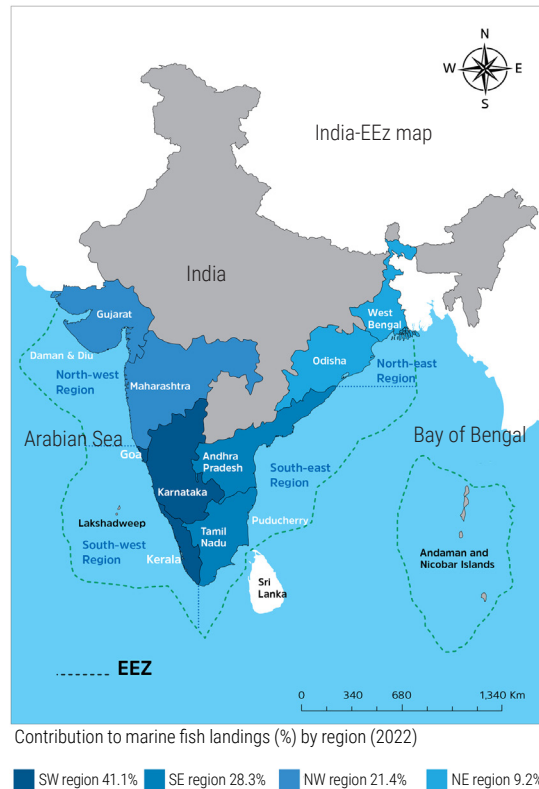 N
W
E
S
India-EEz map
India
Gujarat
West
Bengal
Odisha
Daman & Diu
North-west
Region
North-east
Region
Maharashtra
Arabian Sea
Bay of Bengal
Goa
Andhra
Pradesh
South-east
Region
Karnataka
Lakshadweep
Puducherry
South-west
Region
Tamil
Nadu
Kerala
Andaman and
Nicobar Islands
Sri
Lanka
EEZ
0 340 680 1,340 Km
Contribution to marine fish landings (%) by region (2022)
SW region 41.1% SE region 28.3% NW region 21.4% NE region 9.2%